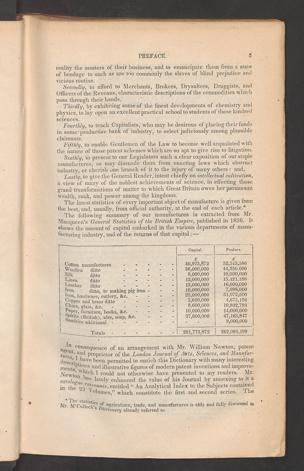 PREFACE. 5
reality the masters of their business, and to emancipate them from a state
of bondage to such as are too commonly the slaves of blind prejudice and
vicious routine.
Secondly, to afford to Merchants, Brokers, Drysalters, Druggists, and
Officers of the Revenue, characteristic descriptions of the commodities which
pass through their hands.
Thirdly, by exhibiting some of the finest developments of chemistry and
physics, to lay open an excellent practical school to students of these kindred
sciences.
Fourthly, to teach Capitalists, who may be desirous of placing their funds
in some productive bank of industry, to select judiciously among plausible
claimants.
Fifthly, to enable Gentlemen of the Law to become well acquainted with
the nature of those patent schemes which are so apt to give rise to litigation.
Sixthly, to present to our Legislators such a clear exposition of our staple
manufactures, as may dissuade them from enacting laws which obstruct
industry, or cherish one branch of it to the injury of many others: and,
Lastly, to give the General Reader, intent chiefly on intellectual cultivation,
a view of many of the noblest achievements of science, in effecting those
grand transformations of matter to which Great Britain owes her permanent
wealth, rank, and power among the kingdoms.
The latest statistics of every important object of manufacture is given from
the best, and, usually, from official authority, at the end of each article.*
The following summary of our manufactures is extracted from Mr.
Macqueen's General Statistics of the British Empire, published in 1836. It
shows the amount of capital embarked in the various departments of manu-
facturing industry, and of the returns of that capital:—
Capital. Produce.
Cotton manufactures
Woollen ditto
Silk ditto
Linen ditto
Leather ditto
Iron ditto, to making pig iron
Iron, hardware, cutlery, &c.
Copper and brass ditto
China, glass, &c.
Paper, furniture, books, &c.
Spirits (British), ales, soap, &c.
Sundries additional
Totals
In consequence of an arrangement with Mr. William Newton, patent
agent, and proprietor of the London Journal of Arts, Sciences, and Manufac-
tures, I have been permitted to enrich this Dictionary with many interesting
descriptions and illustrative figures of modern patent inventions and improve-
ments, which I could not otherwise have presented to my readers. Mr.
Newton has lately enhanced the value of his Journal by annexing to it a
catalogue entitled "An Analytical Index to the Subjects contained
in the 23 Volumes," which constitute the first and second series. The
* The statistics of agriculture, trade, and manufactures is ably and fully discussed in
Mr. M'Culloch's Dictionary already referred to.